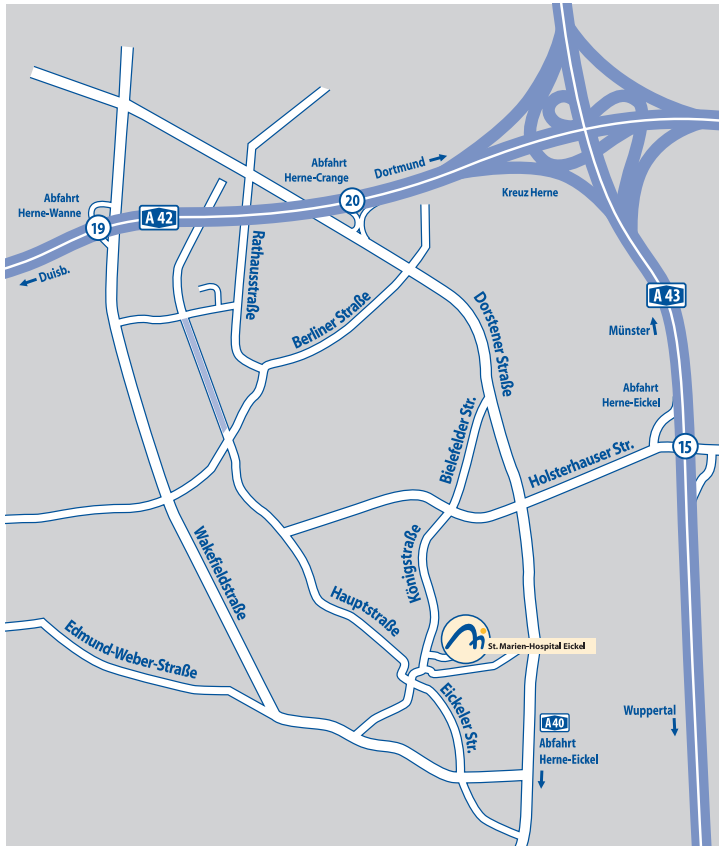 Abfahrt
Herne-Crange
Dortmund
20
Kreuz Herne
Abfahrt
Herne-Wanne
19
A 42
Duisb.
Rathausstraße
Berliner Straße
Dorstener Straße
A 43
Münster
Abfahrt
Herne-Eickel
15
Bielefelder Str.
Holsterhauser Str.
Wakefieldstraße
Königstraße
Hauptstraße
Edmund-Weber-Straße
St. Marien-Hospital Eickel
Eickeler Str.
A40
Abfahrt
Herne-Eickel
Wuppertal